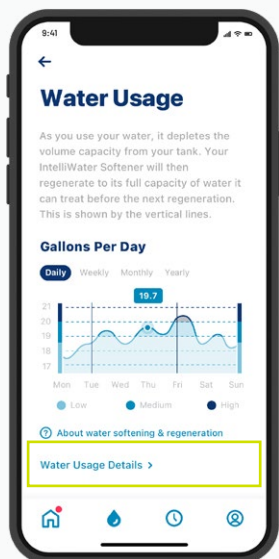 9:41
Water Usage
As you use your water, it depletes the
volume capacity from your tank. Your
IntelliWater Softener will then
regenerate to its full capacity of water it
can treat before the next regeneration.
This is shown by the vertical lines.
Gallons Per Day
Daily Weekly Monthly Yearly
19.7
21
20
19
18
17
Mon Tue Wed Thu Fri Sat Sun
Low Medium High
? About water softening & regeneration
Water Usage Details >